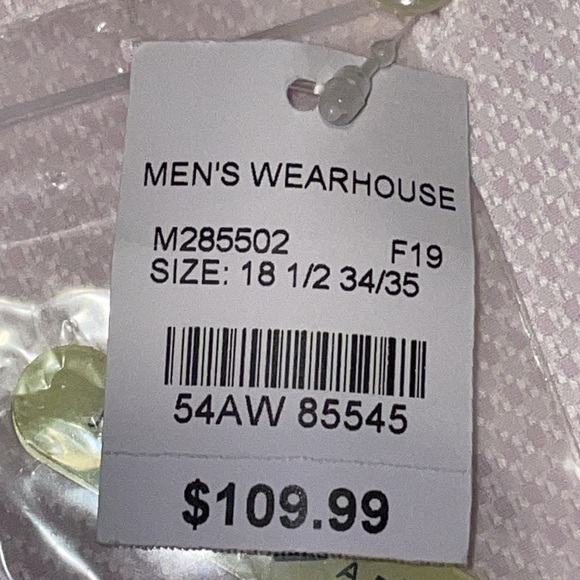 MEN'S WEARHOUSE
M285502 F19
SIZE: 18 1/2 34/35
54AW 85545
$109.99